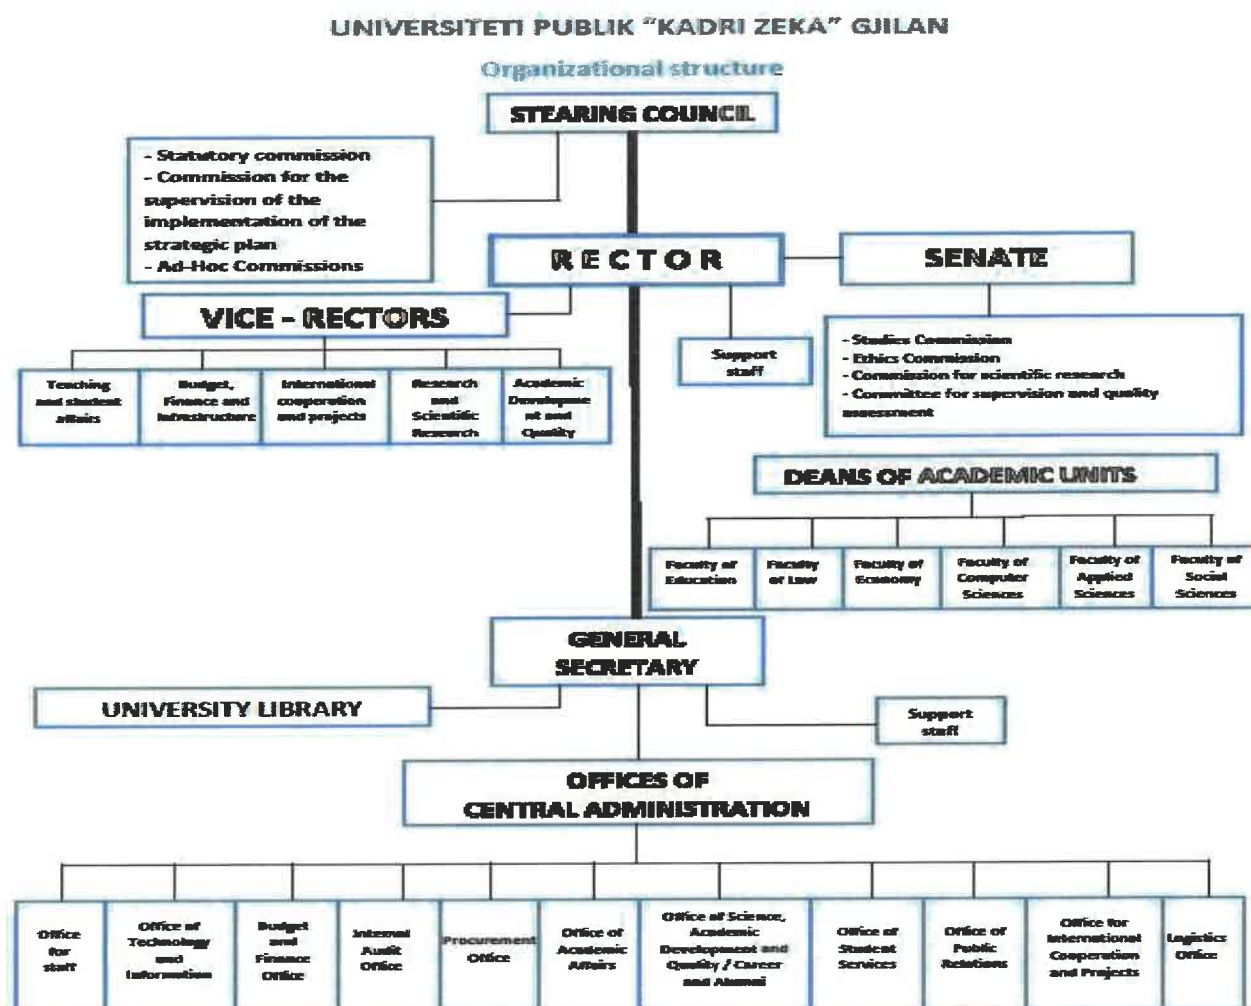 UNIVERSITETI PUBLIK "KADRI ZEKA" GJILAN
Organizational structure
STEARING COUNCIL
- Statutory commission
- Commission for the
supervision of the
implementation of the
strategic plan
- Ad-Hoc Commissions
R E C T O R
SENATE
VICE – RECTORS
Support
staff
- Studies Commission
- Ethics Commission
- Commission for scientific research
- Committee for supervision and quality
assessment
Teaching
and student
affairs
Budget,
Finance and
Infrastructure
International
cooperation
and projects
Research
and
Scientific
Research
Academic
Developme
nt and
Quality
DEANS OF ACADEMIC UNITS
Faculty of
Education
Faculty
of Law
Faculty of
Economy
Faculty of
Computer
Sciences
Faculty of
Applied
Sciences
Faculty of
Social
Sciences
GENERAL
SECRETARY
UNIVERSITY LIBRARY
Support
staff
OFFICES OF
CENTRAL ADMINISTRATION
Office
for
staff
Office of
Technology
and
Information
Budget
and
Finance
Office
Internal
Audit
Office
Procurement
Office
Office of
Academic
Affairs
Office of Science,
Academic
Development and
Quality / Career
and Alumni
Office of
Student
Services
Office of
Public
Relations
Office for
International
Cooperation
and Projects
Logistics
Office